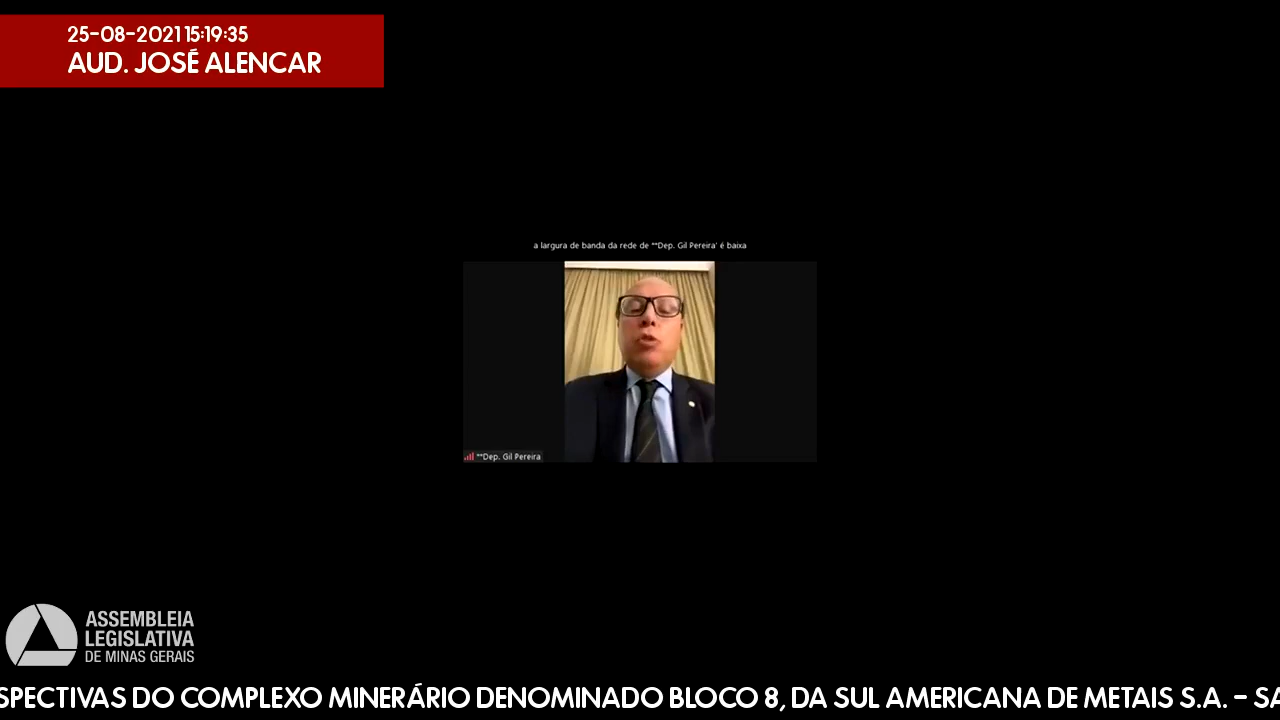 25-08-2021 15:19:35
AUD. JOSÉ ALENCAR
a largura de banda da rede de **Dep. Gil Pereira' é baixa
**Dep. Gil Pereira
ASSEMBLEIA
LEGISLATIVA
DE MINAS GERAIS
SPECTIVAS DO COMPLEXO MINERÁRIO DENOMINADO BLOCO 8, DA SUL AMERICANA DE METAIS S.A. - SA